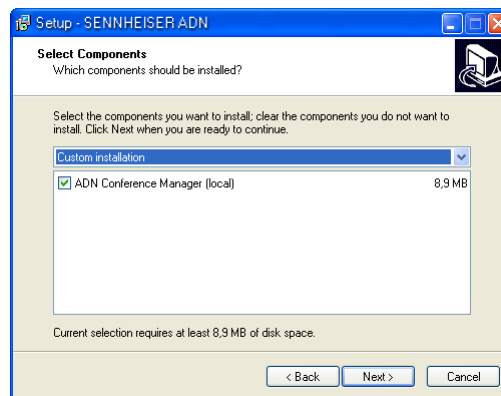 Setup - SENNHEISER ADN
Select Components
Which components should be installed?
Select the components you want to install; clear the components you do not want to
install. Click Next when you are ready to continue.
Custom installation
ADN Conference Manager (local) 8,9 MB
Current selection requires at least 8,9 MB of disk space.
< Back Next > Cancel